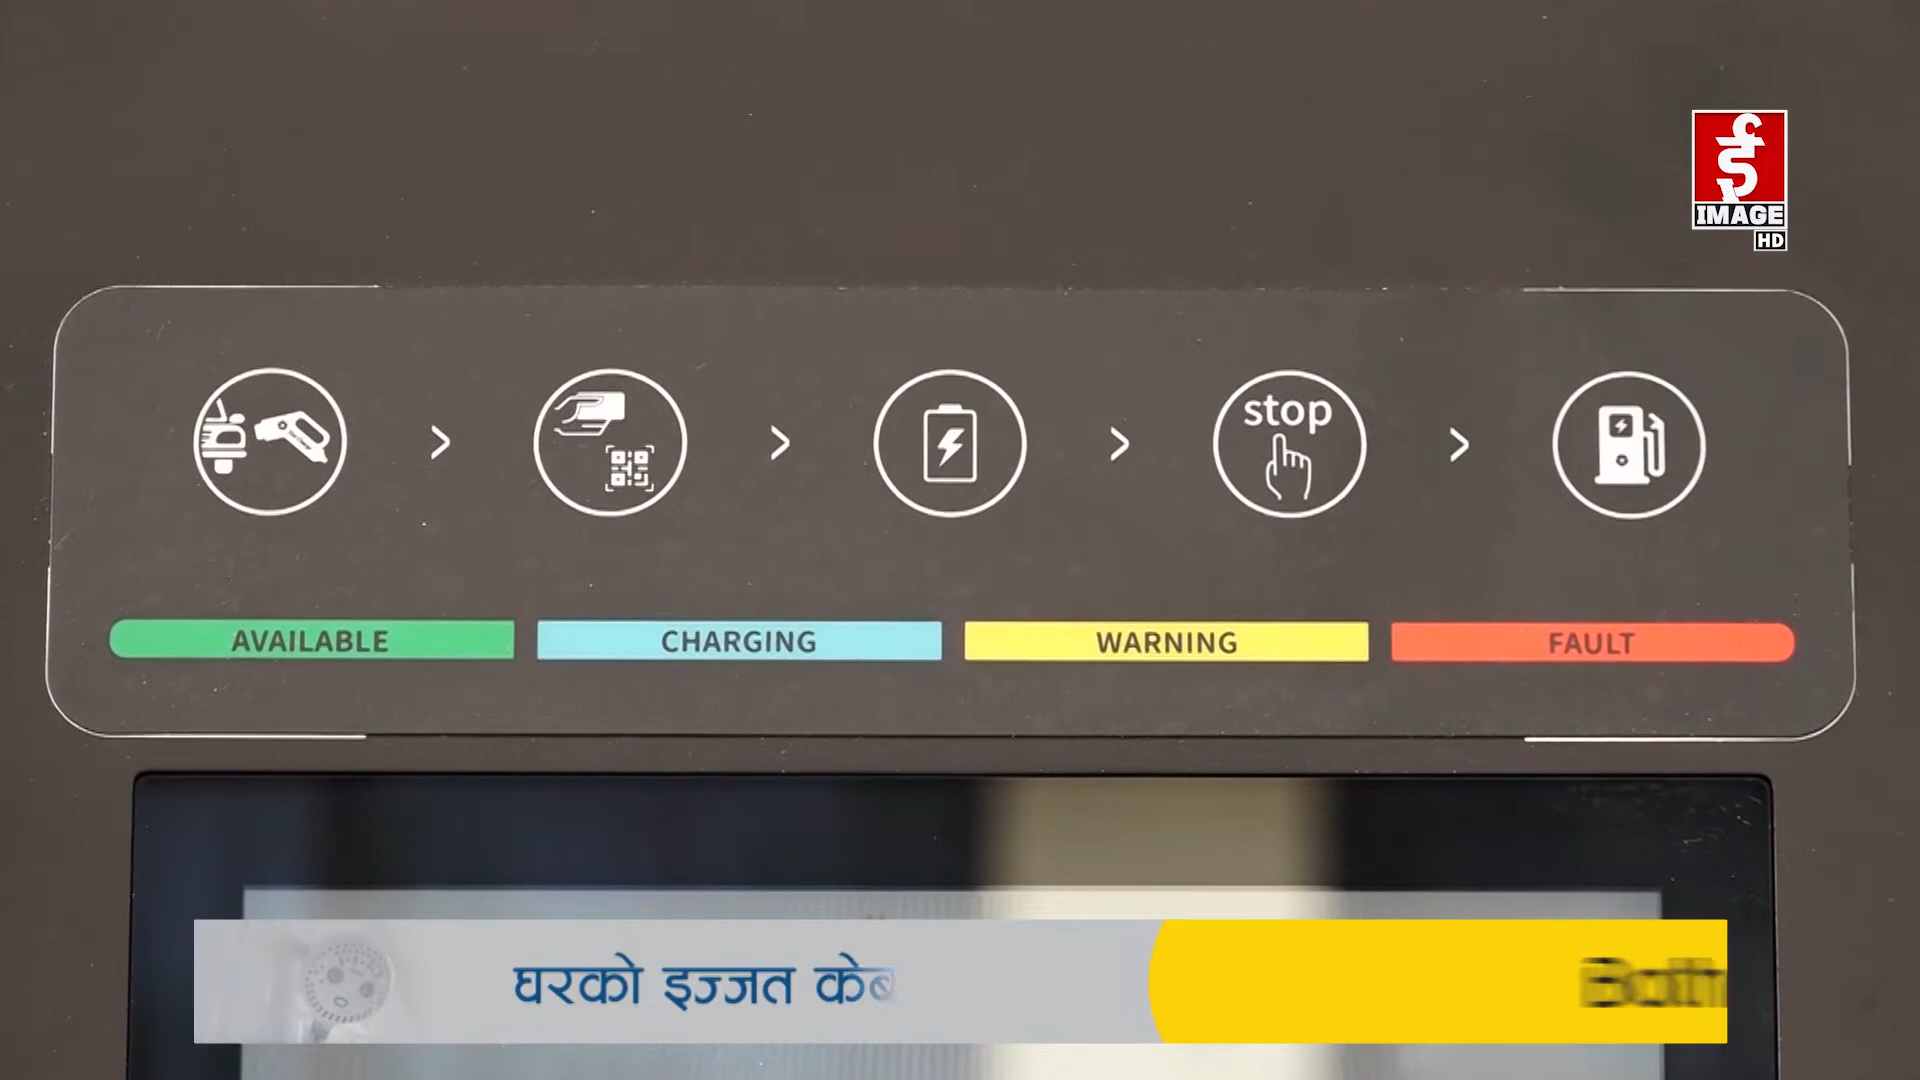 IMAGE
HD
stop
AVAILABLE
CHARGING
WARNING
FAULT
घरको इज्जत